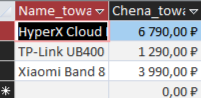 Name_towa Chena_towa
HyperX Cloud 6 790,00 ₽
TP-Link UB400 1 290,00 ₽
Xiaomi Band 8 3 990,00 ₽
0,00 ₽